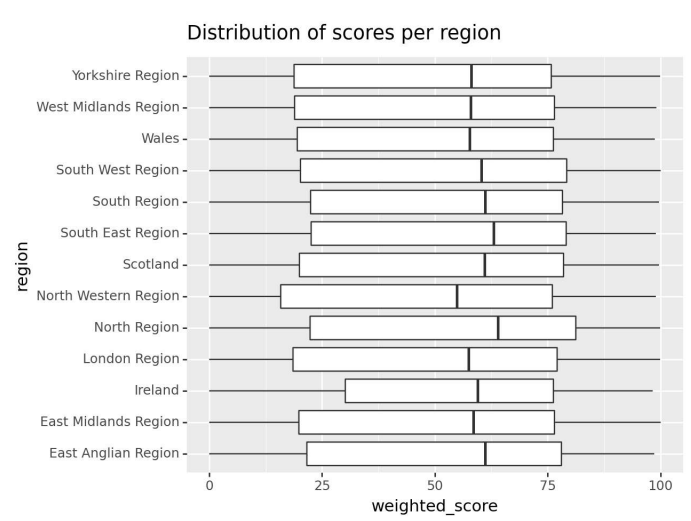 Distribution of scores per region
Yorkshire Region
West Midlands Region
Wales
South West Region
South Region
South East Region
Scotland
North Western Region
North Region
London Region
Ireland
East Midlands Region
East Anglian Region
region
0 25 50 75 100
weighted_score